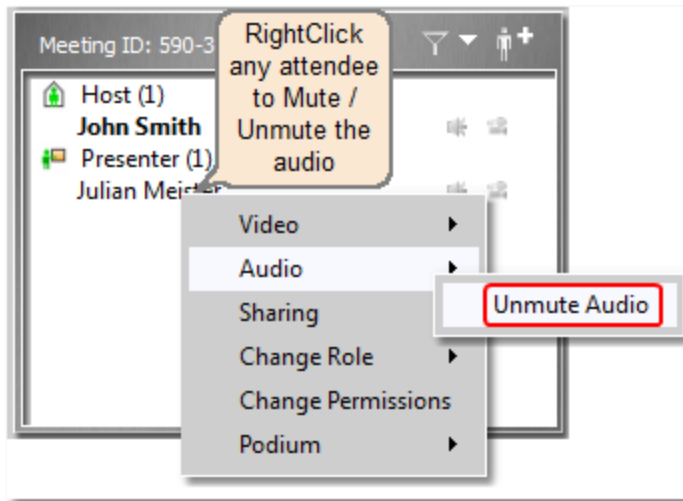 Meeting ID: 590-3
RightClick
any attendee
to Mute /
Unmute the
audio
Host (1)
John Smith
Presenter (1)
Julian Meister
Video
Audio
Unmute Audio
Sharing
Change Role
Change Permissions
Podium